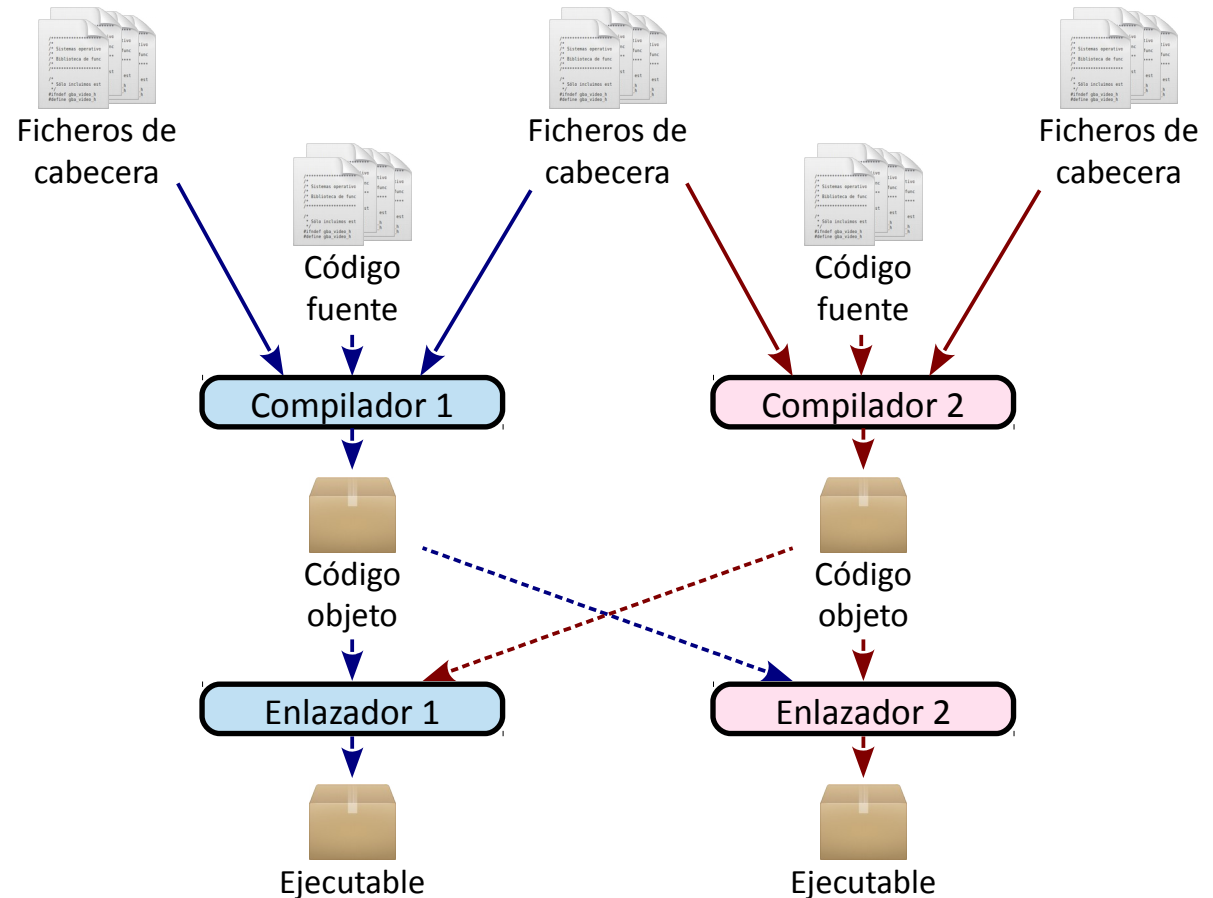 Ficheros de
cabecera
Ficheros de
cabecera
Ficheros de
cabecera
Código
fuente
Código
fuente
Compilador 1
Compilador 2
Código
objeto
Código
objeto
Enlazador 1
Enlazador 2
Ejecutable
Ejecutable